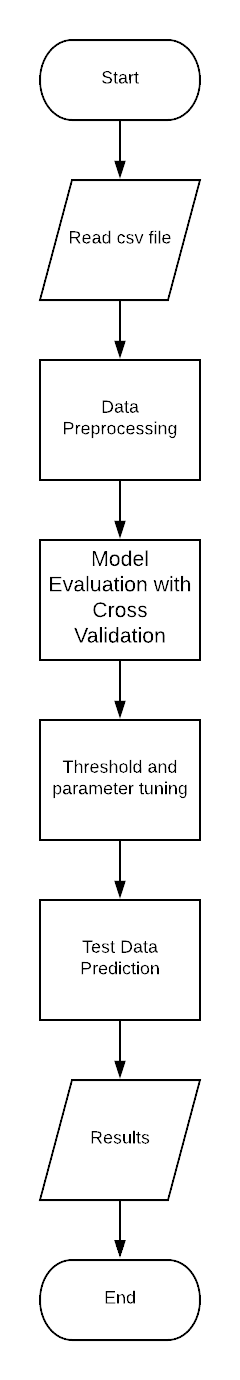 Start
Read csv file
Data
Preprocessing
Model
Evaluation with
Cross
Validation
Threshold and
parameter tuning
Test Data
Prediction
Results
End